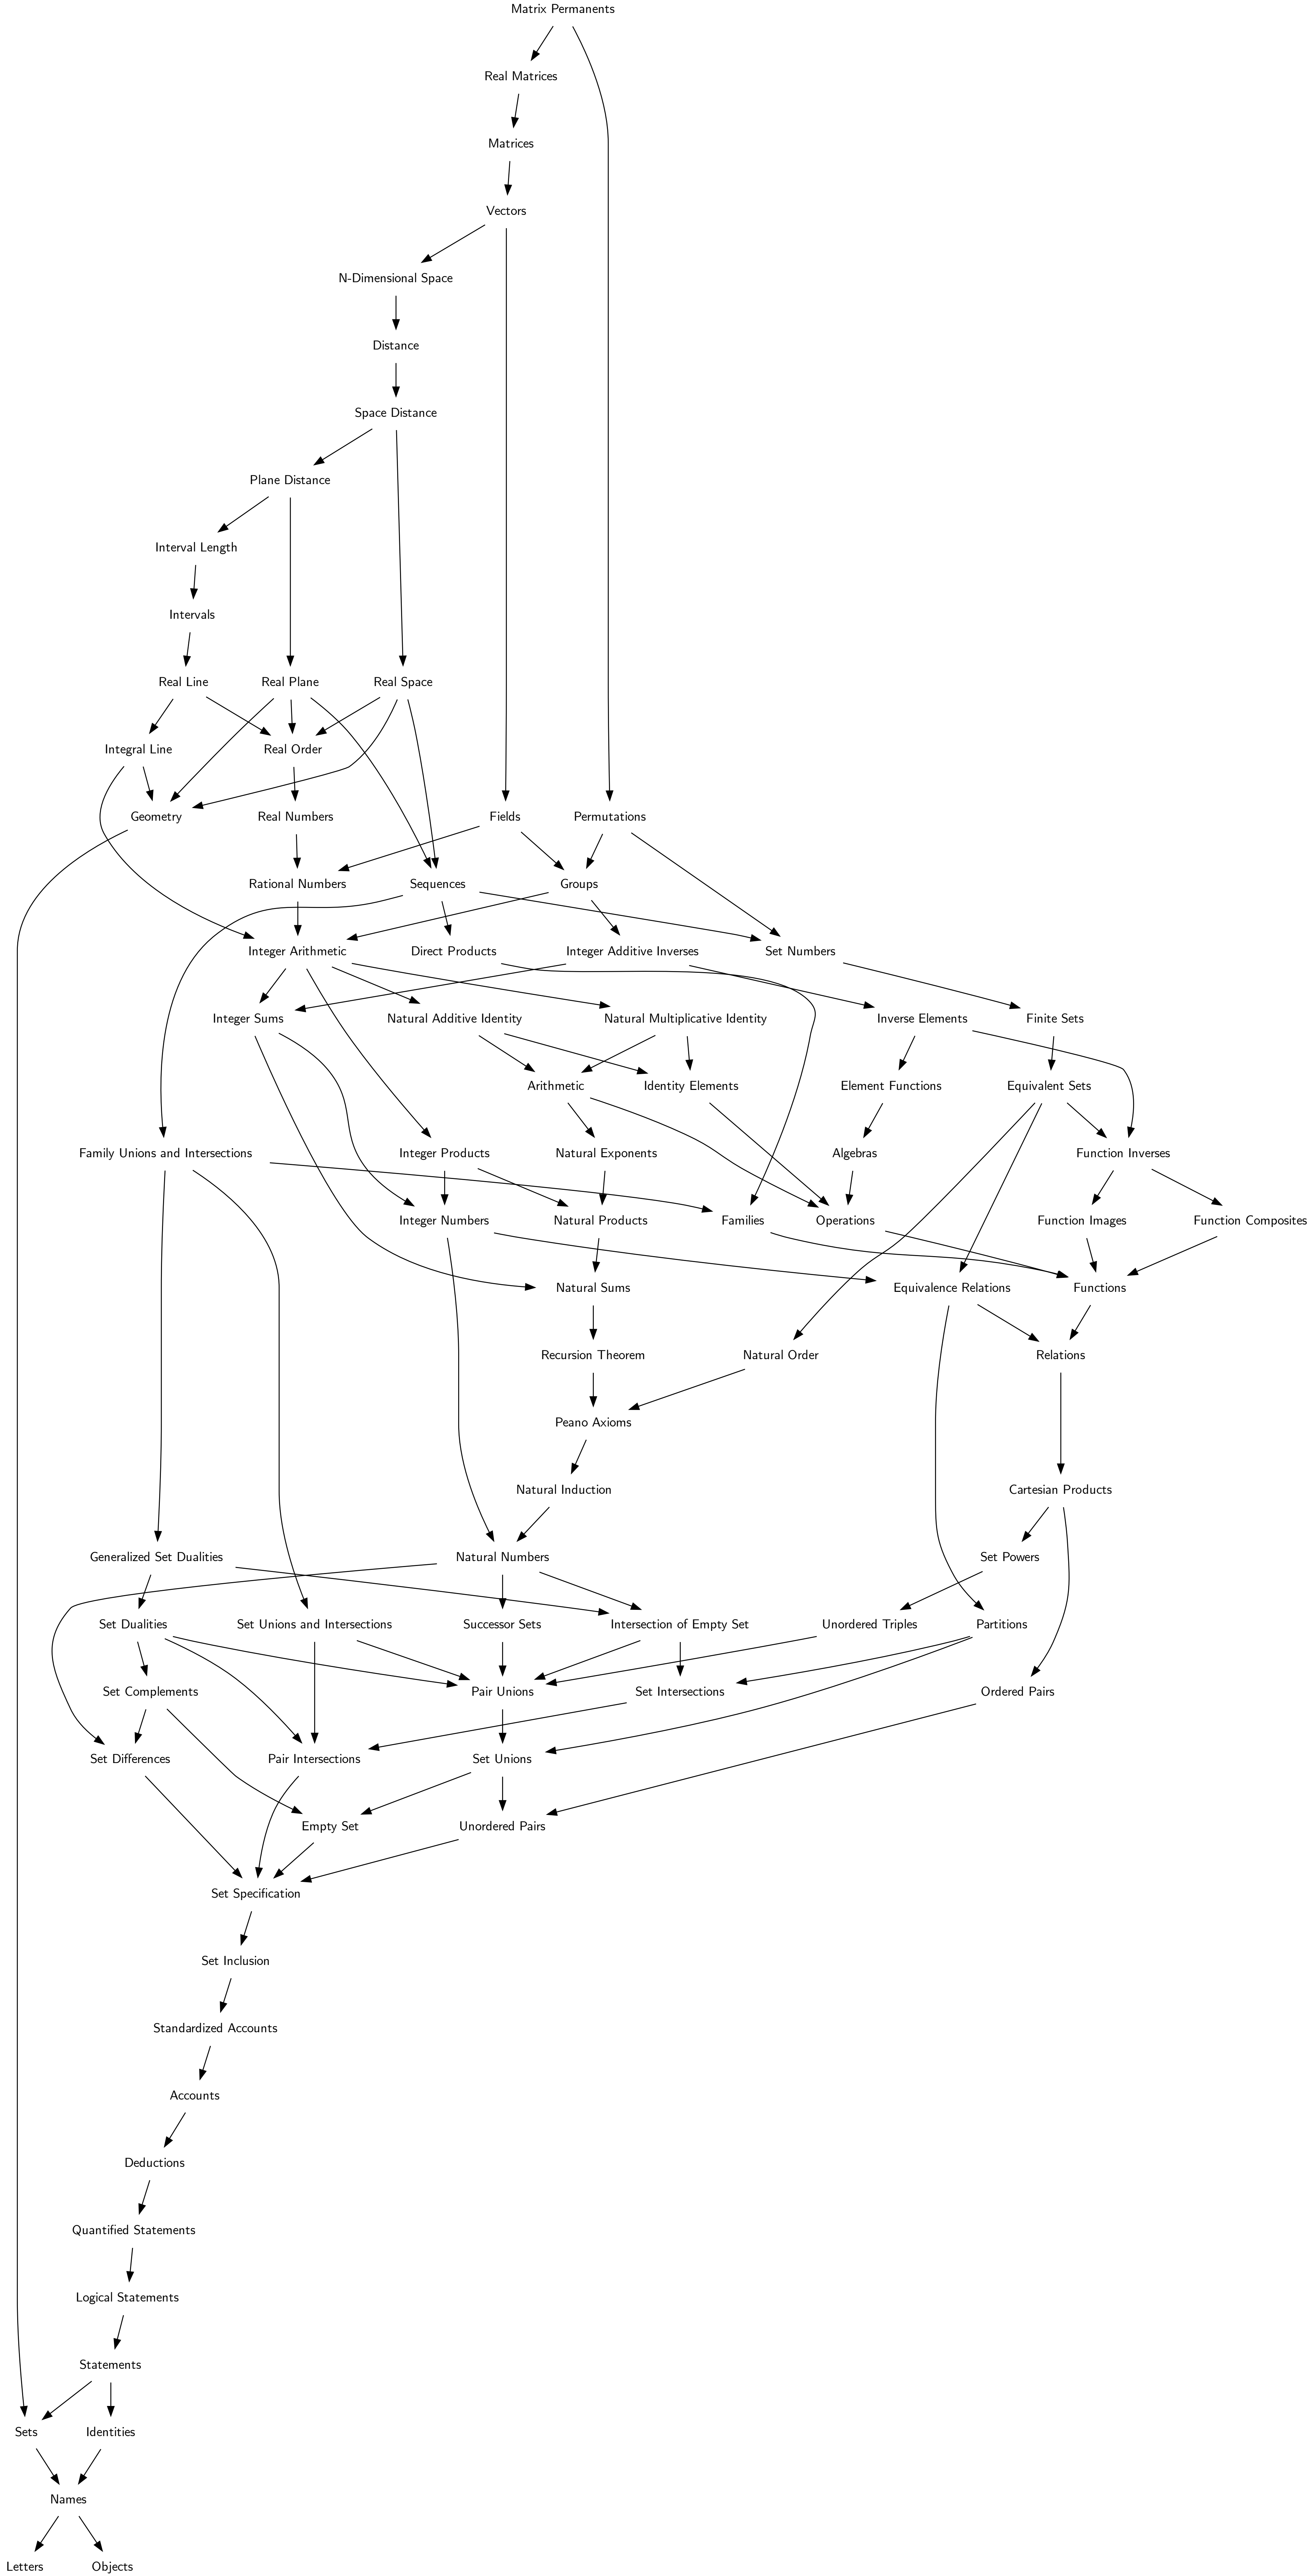 Matrix Permanents
Real Matrices
Matrices
Vectors
N-Dimensional Space
Distance
Space Distance
Plane Distance
Interval Length
Intervals
Real Line
Real Plane
Real Space
Integral Line
Real Order
Geometry
Real Numbers
Fields
Permutations
Rational Numbers
Sequences
Groups
Integer Arithmetic
Direct Products
Integer Additive Inverses
Set Numbers
Integer Sums
Natural Additive Identity
Natural Multiplicative Identity
Inverse Elements
Finite Sets
Arithmetic
Identity Elements
Element Functions
Equivalent Sets
Family Unions and Intersections
Integer Products
Natural Exponents
Algebras
Function Inverses
Integer Numbers
Natural Products
Families
Operations
Function Images
Function Composites
Natural Sums
Equivalence Relations
Functions
Recursion Theorem
Natural Order
Relations
Peano Axioms
Natural Induction
Cartesian Products
Generalized Set Dualities
Natural Numbers
Set Powers
Set Dualities
Set Unions and Intersections
Successor Sets
Intersection of Empty Set
Unordered Triples
Partitions
Set Complements
Pair Unions
Set Intersections
Ordered Pairs
Set Differences
Pair Intersections
Set Unions
Empty Set
Unordered Pairs
Set Specification
Set Inclusion
Standardized Accounts
Accounts
Deductions
Quantified Statements
Logical Statements
Statements
Sets
Identities
Names
Letters
Objects